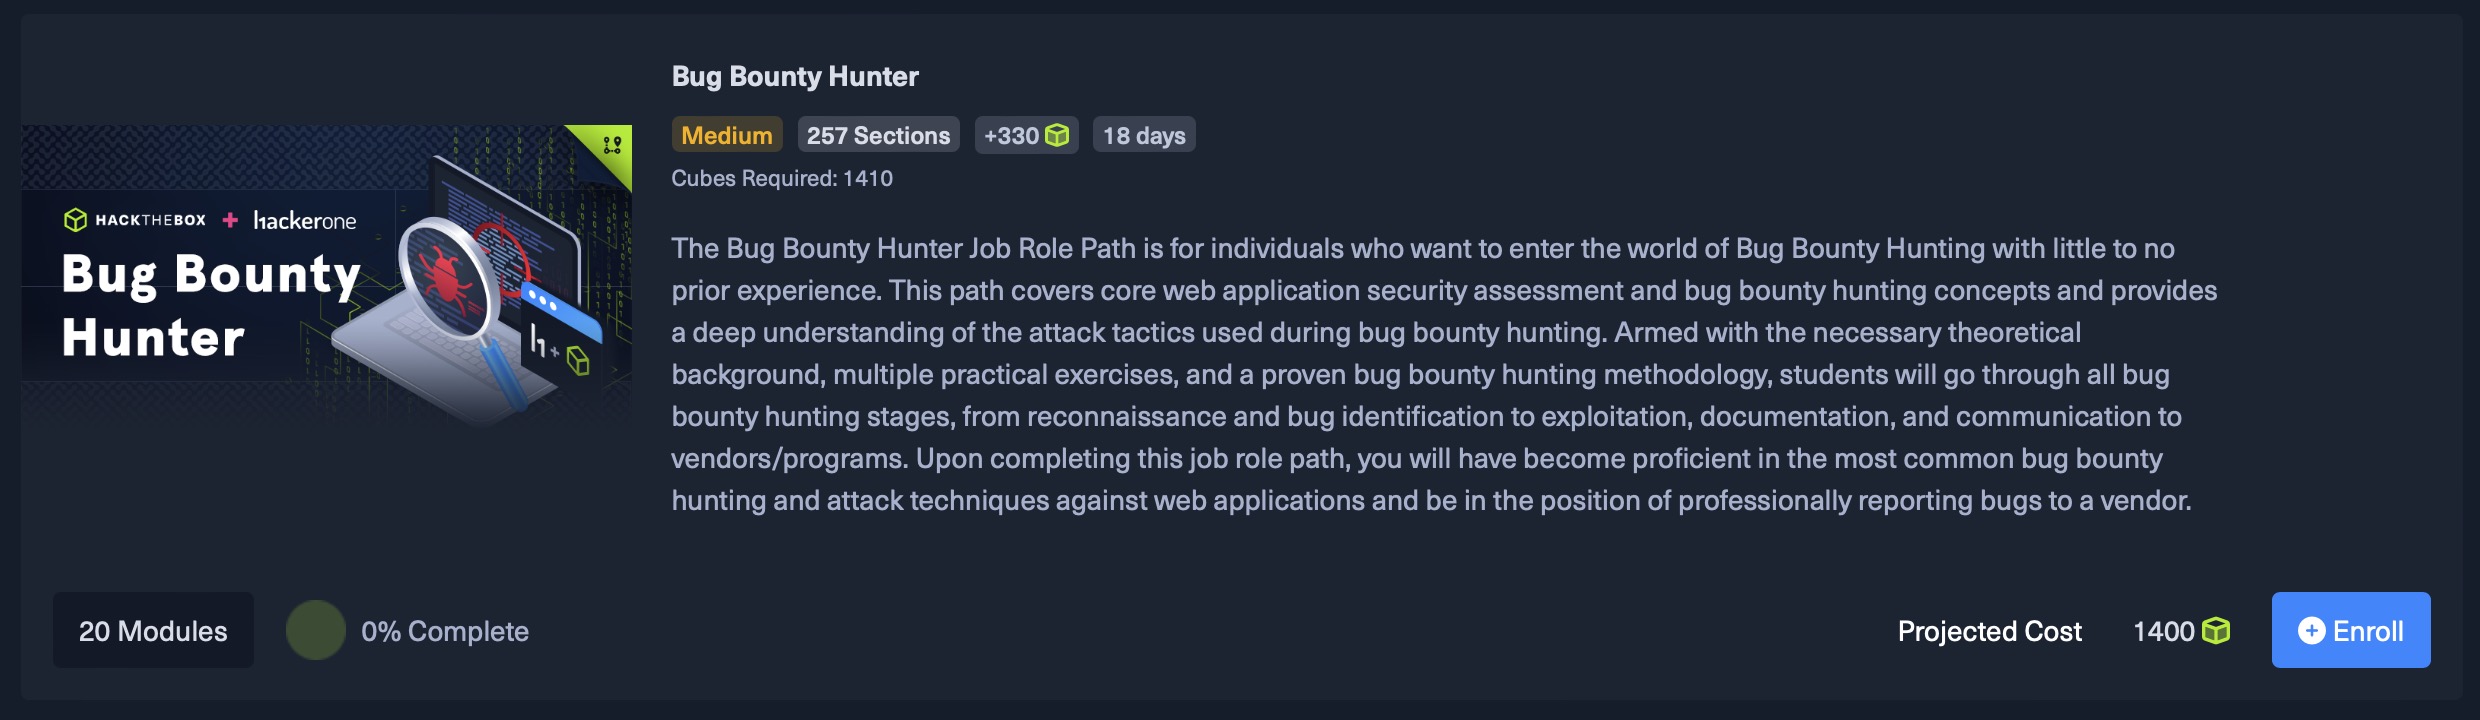 Bug Bounty Hunter
Medium 257 Sections +330 18 days
Cubes Required: 1410
HACKTHEBOX + hackerone
Bug Bounty
Hunter
h+
The Bug Bounty Hunter Job Role Path is for individuals who want to enter the world of Bug Bounty Hunting with little to no
prior experience. This path covers core web application security assessment and bug bounty hunting concepts and provides
a deep understanding of the attack tactics used during bug bounty hunting. Armed with the necessary theoretical
background, multiple practical exercises, and a proven bug bounty hunting methodology, students will go through all bug
bounty hunting stages, from reconnaissance and bug identification to exploitation, documentation, and communication to
vendors/programs. Upon completing this job role path, you will have become proficient in the most common bug bounty
hunting and attack techniques against web applications and be in the position of professionally reporting bugs to a vendor.
20 Modules 0% Complete Projected Cost 1400 Enroll